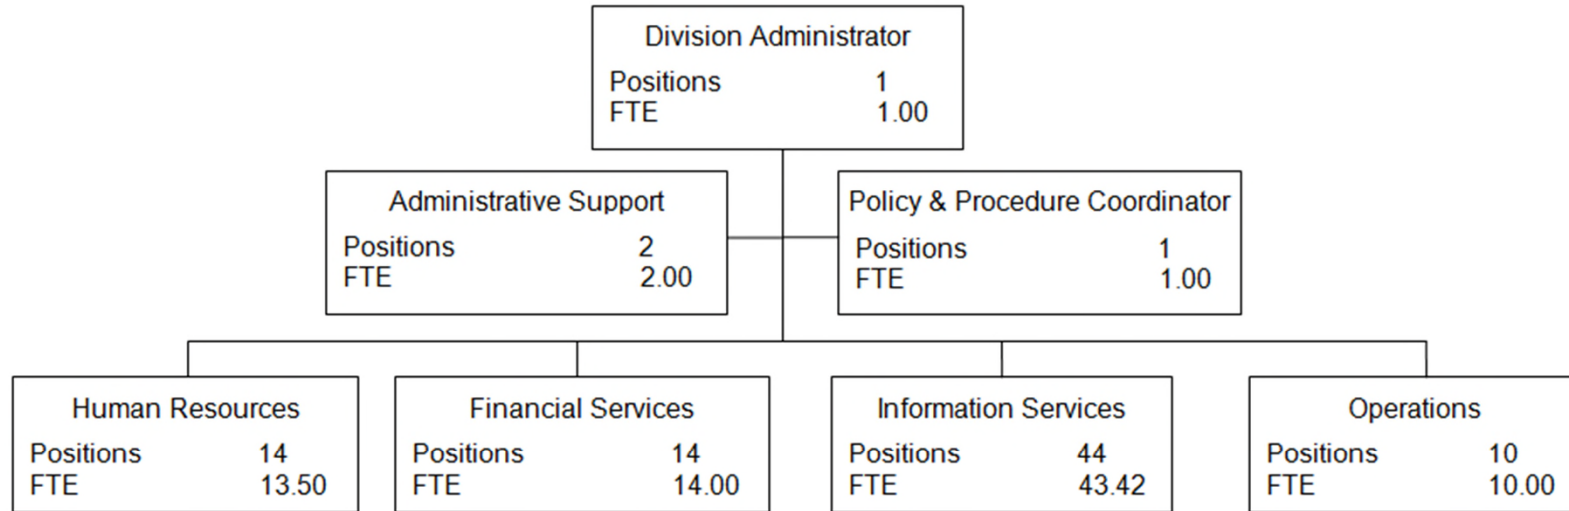 Division Administrator
Positions 1
FTE 1.00
Administrative Support
Positions 2
FTE 2.00
Policy & Procedure Coordinator
Positions 1
FTE 1.00
Human Resources
Positions 14
FTE 13.50
Financial Services
Positions 14
FTE 14.00
Information Services
Positions 44
FTE 43.42
Operations
Positions 10
FTE 10.00